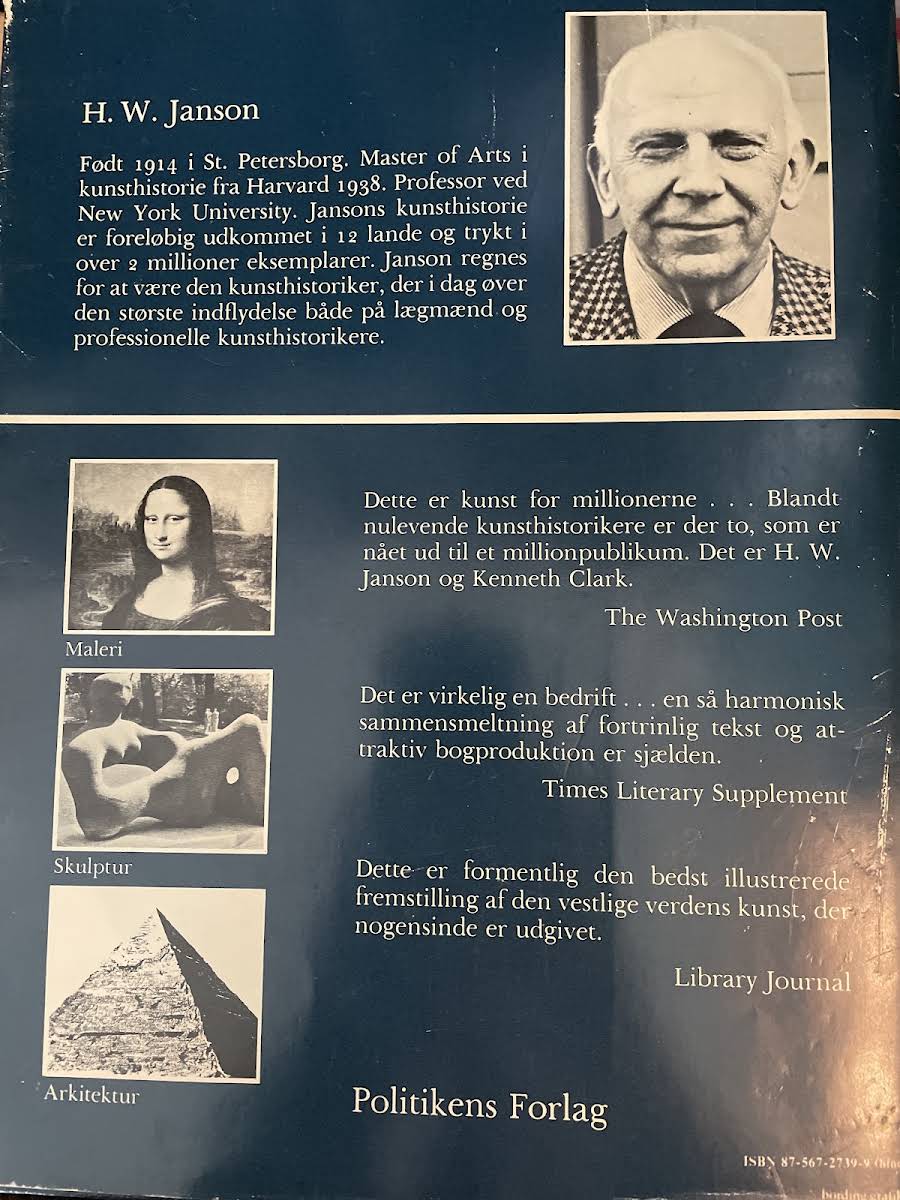 H. W. Janson
Født 1914 i St. Petersborg. Master of Arts i
kunsthistorie fra Harvard 1938. Professor ved
New York University. Jansons kunsthistorie
er foreløbig udkommet i 12 lande og trykt i
over 2 millioner eksemplarer. Janson regnes
for at være den kunsthistoriker, der i dag øver
den største indflydelse både på lægmænd og
professionelle kunsthistorikere.
Maleri
Skulptur
Arkitektur
Dette er kunst for millionerne . . . Blandt
nulevende kunsthistorikere er der to, som er
nået ud til et millionpublikum. Det er H. W.
Janson og Kenneth Clark.
The Washington Post
Det er virkelig en bedrift . . . en så harmonisk
sammensmeltning af fortrinlig tekst og at-
traktiv bogproduktion er sjælden.
Times Literary Supplement
Dette er formentlig den bedst illustrerede
fremstilling af den vestlige verdens kunst, der
nogensinde er udgivet.
Library Journal
Politikens Forlag
ISBN 87-567-2739-9